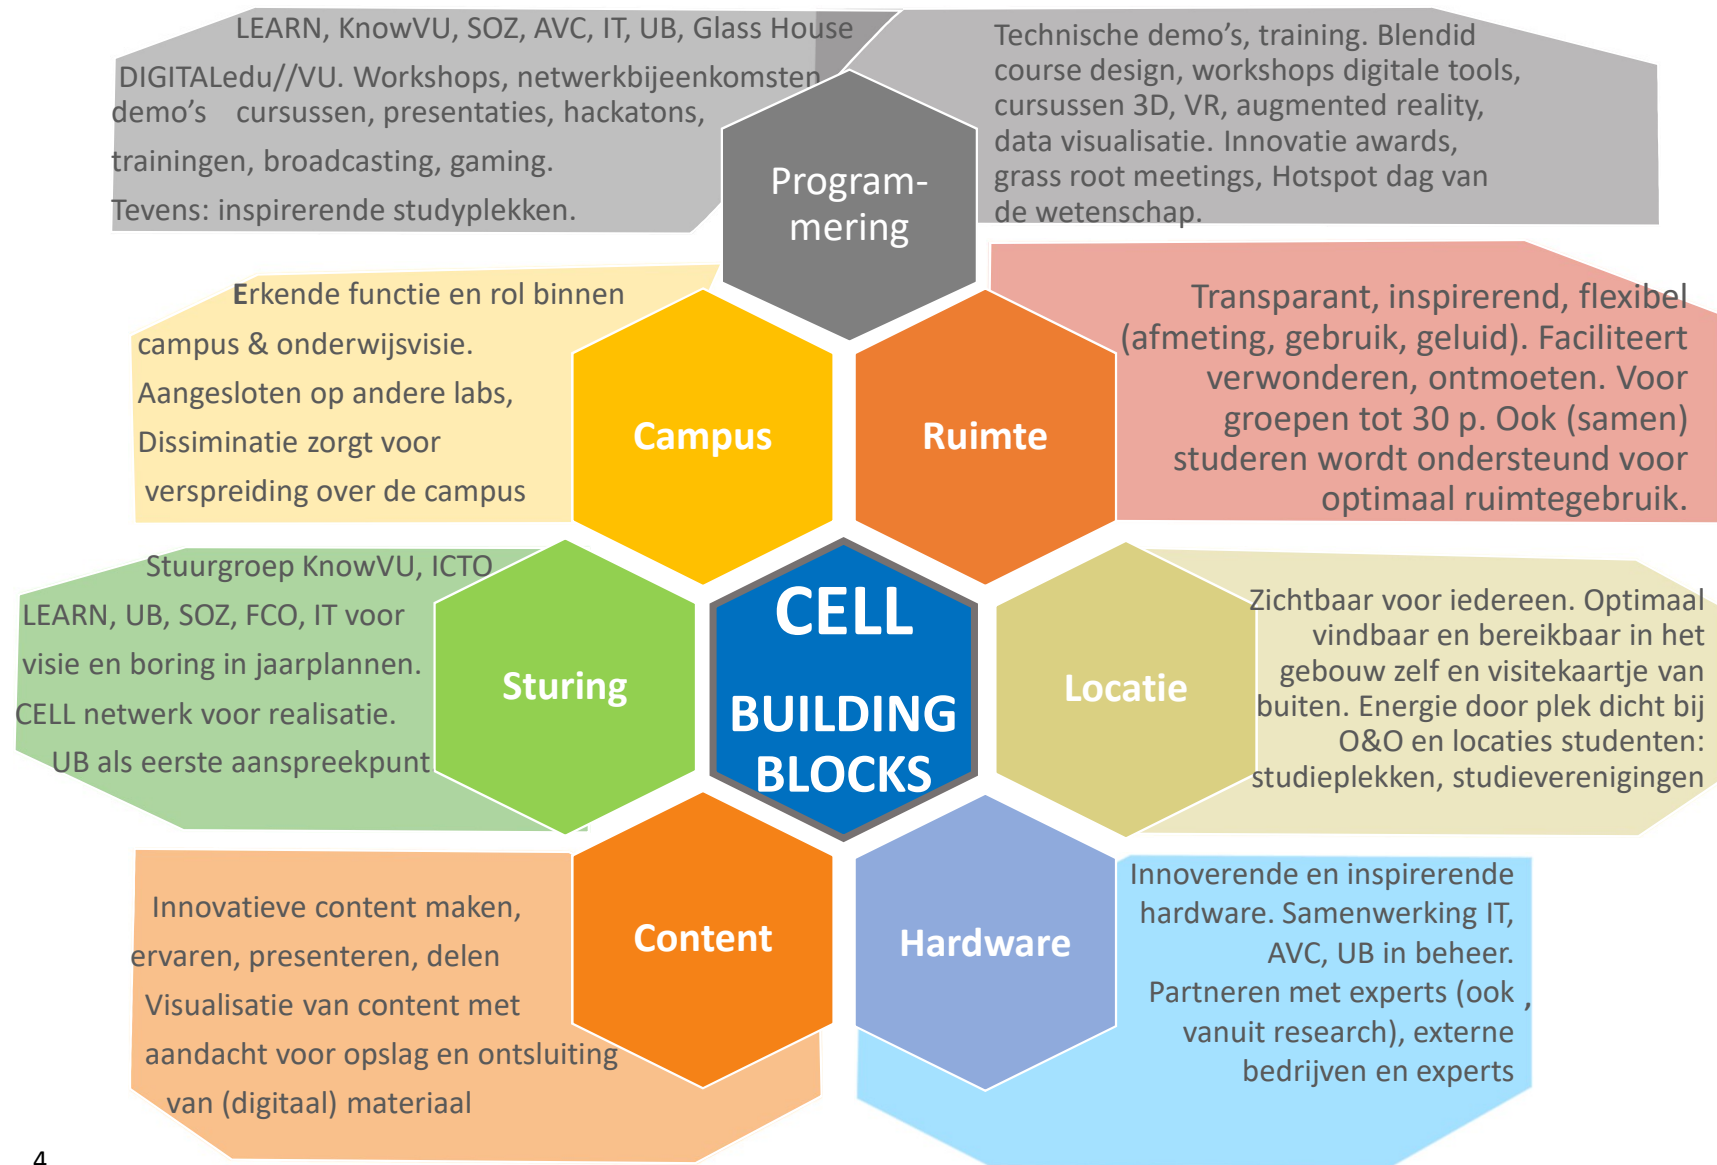 LEARN, KnowVU, SOZ, AVC, IT, UB, Glass House
DIGITALedu//VU. Workshops, netwerkbijeenkomsten
demo's cursussen, presentaties, hackatons,
trainingen, broadcasting, gaming.
Tevens: inspirerende studyplekken.
Technische demo's, training. Blendid
course design, workshops digitale tools,
cursussen 3D, VR, augmented reality,
data visualisatie. Innovatie awards,
grass root meetings, Hotspot dag van
de wetenschap.
Program-
mering
Erkende functie en rol binnen
campus & onderwijsvisie.
Aangesloten op andere labs,
Dissiminatie zorgt voor
verspreiding over de campus
Campus
Ruimte
Transparant, inspirerend, flexibel
(afmeting, gebruik, geluid). Faciliteert
verwonderen, ontmoeten. Voor
groepen tot 30 p. Ook (samen)
studeren wordt ondersteund voor
optimaal ruimtegebruik.
Stuurgroep KnowVU, ICTO
LEARN, UB, SOZ, FCO, IT voor
visie en boring in jaarplannen.
CELL netwerk voor realisatie.
UB als eerste aanspreekpunt
Sturing
CELL
BUILDING
BLOCKS
Locatie
Zichtbaar voor iedereen. Optimaal
vindbaar en bereikbaar in het
gebouw zelf en visitekaartje van
buiten. Energie door plek dicht bij
O&O en locaties studenten:
studieplekken, studieverenigingen
Innovatieve content maken,
ervaren, presenteren, delen
Visualisatie van content met
aandacht voor opslag en ontsluiting
van (digitaal) materiaal
Content
Hardware
Innoverende en inspirerende
hardware. Samenwerking IT,
AVC, UB in beheer.
Partneren met experts (ook ,
vanuit research), externe
bedrijven en experts
4